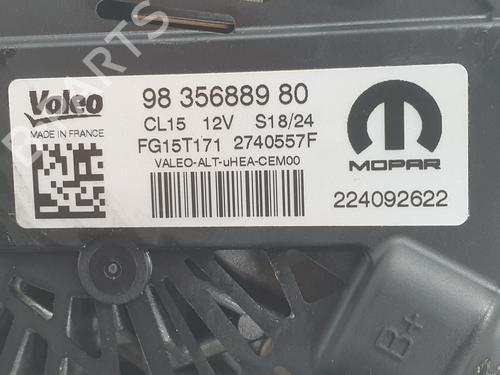 Valeo
MADE IN FRANCE
98 356889 80
CL15 12V S18/24
FG15T171 2740557F
VALEO-ALT-uHEA-CEM00
MOPAR
224092622
B+
PARTS